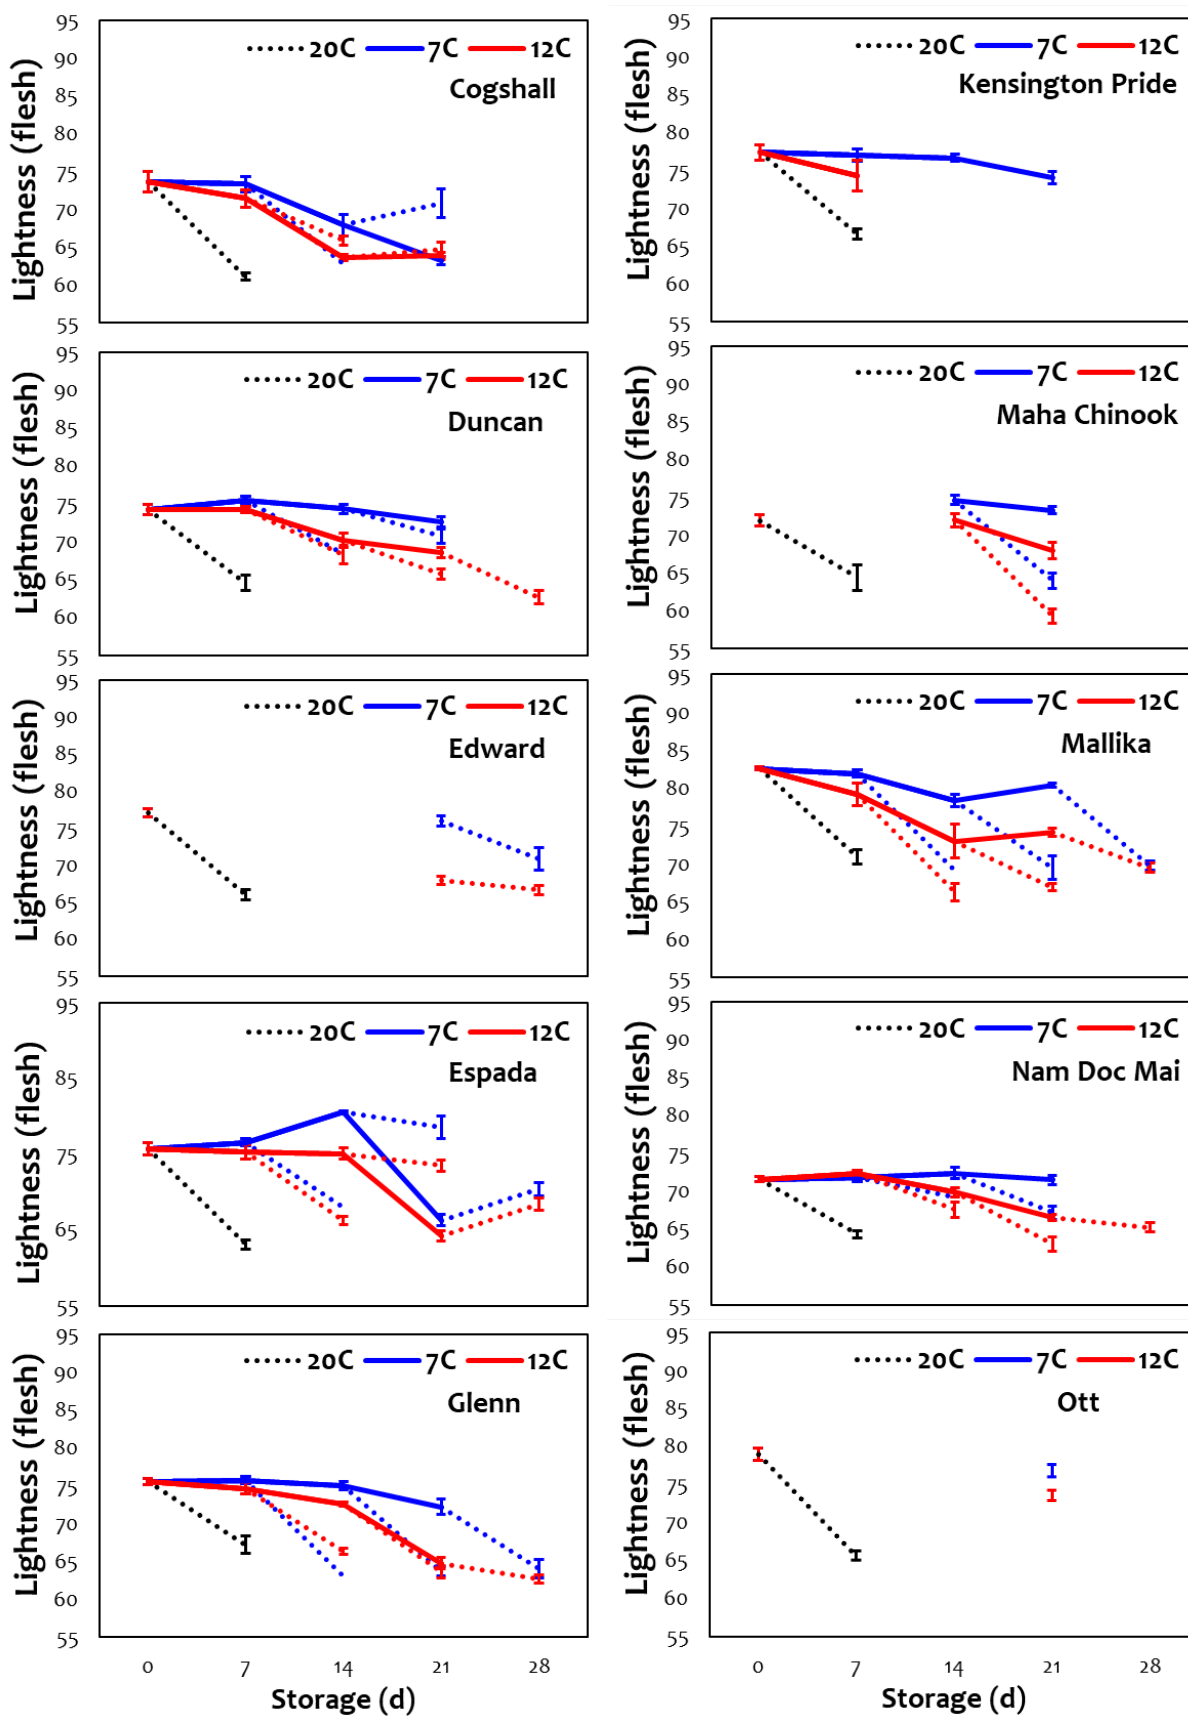 Lightness (flesh)
95
90
85
80
75
70
65
60
55
20C 7C 12C
Cogshall
Lightness (flesh)
95
90
85
80
75
70
65
60
55
20C 7C 12C
Kensington Pride
Lightness (flesh)
95
90
85
80
75
70
65
60
55
20C 7C 12C
Duncan
Lightness (flesh)
95
90
85
80
75
70
65
60
55
20C 7C 12C
Maha Chinook
Lightness (flesh)
95
90
85
80
75
70
65
60
55
20C 7C 12C
Edward
Lightness (flesh)
95
90
85
80
75
70
65
60
55
20C 7C 12C
Mallika
Lightness (flesh)
95
85
75
65
55
20C 7C 12C
Espada
Lightness (flesh)
95
90
85
80
75
70
65
60
55
20C 7C 12C
Nam Doc Mai
Lightness (flesh)
95
90
85
80
75
70
65
60
55
20C 7C 12C
Glenn
0 7 14 21 28
Storage (d)
Lightness (flesh)
95
90
85
80
75
70
65
60
55
20C 7C 12C
Ott
0 7 14 21 28
Storage (d)